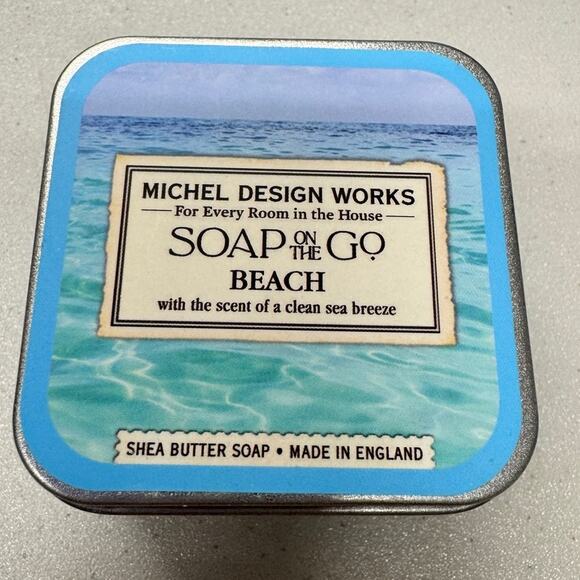 MICHEL DESIGN WORKS
For Every Room in the House
SOAP ON THE GO
BEACH
with the scent of a clean sea breeze
SHEA BUTTER SOAP • MADE IN ENGLAND